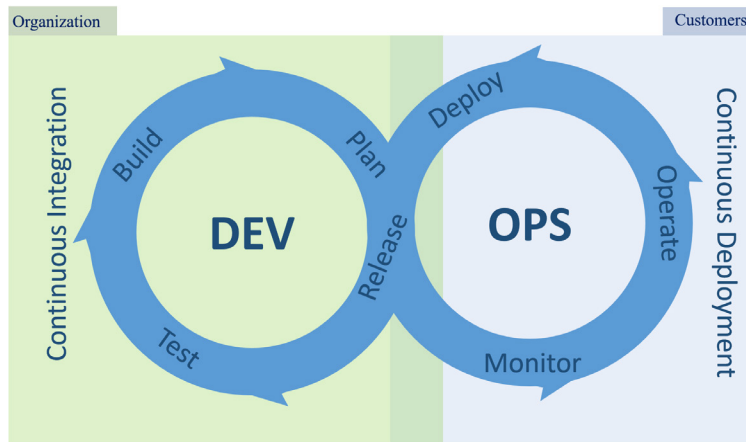 Organization
Customers
Continuous Integration
Build
Plan
DEV
Test
Release
Deploy
OPS
Operate
Monitor
Continuous Deployment